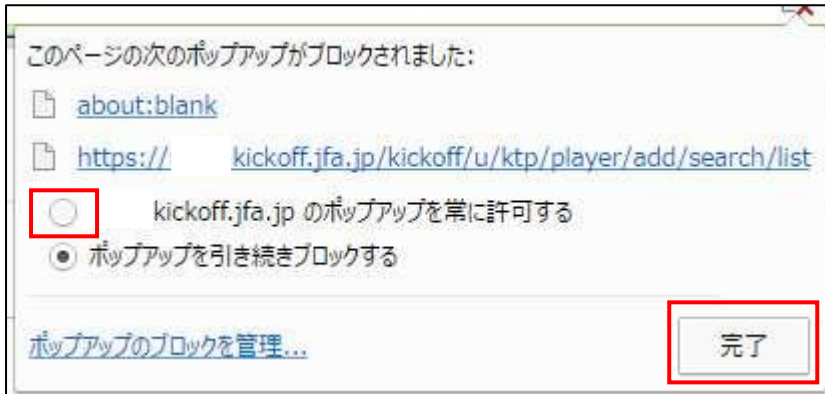 このページの次のポップアップがブロックされました:
about:blank
https:// kickoff.jfa.jp/kickoff/u/ktp/player/add/search/list
kickoff.jfa.jp のポップアップを常に許可する
ポップアップを引き続きブロックする
ポップアップのブロックを管理...
完了